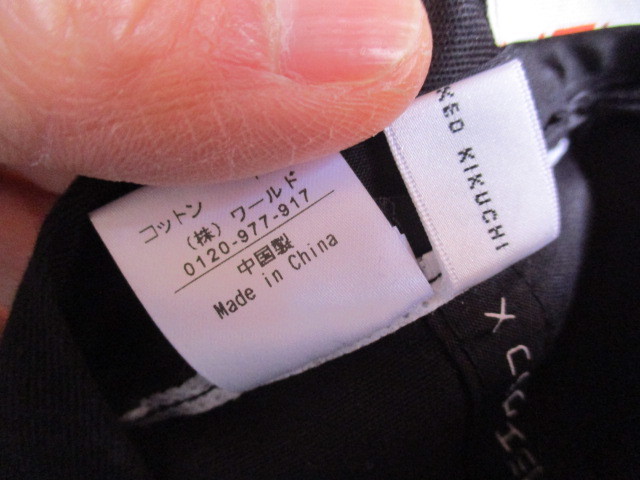 コットン
(株) ワールド
0120-977-917
中国製
Made in China
KEO KIKUCHI